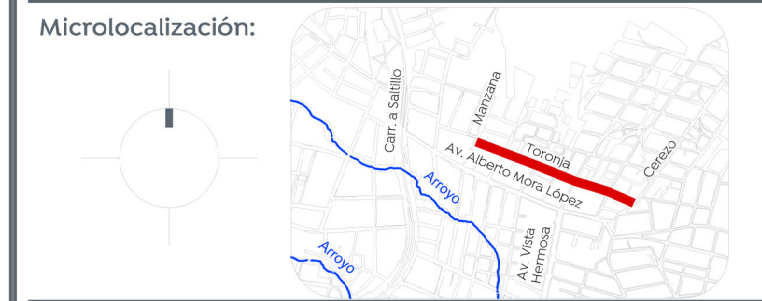 Microlocalización:
Carr. a Saltillo
Manzana
Toronja
Cerezo
Av. Alberto Mora López
Arroyo
Av. Vista
Hermosa
Arroyo